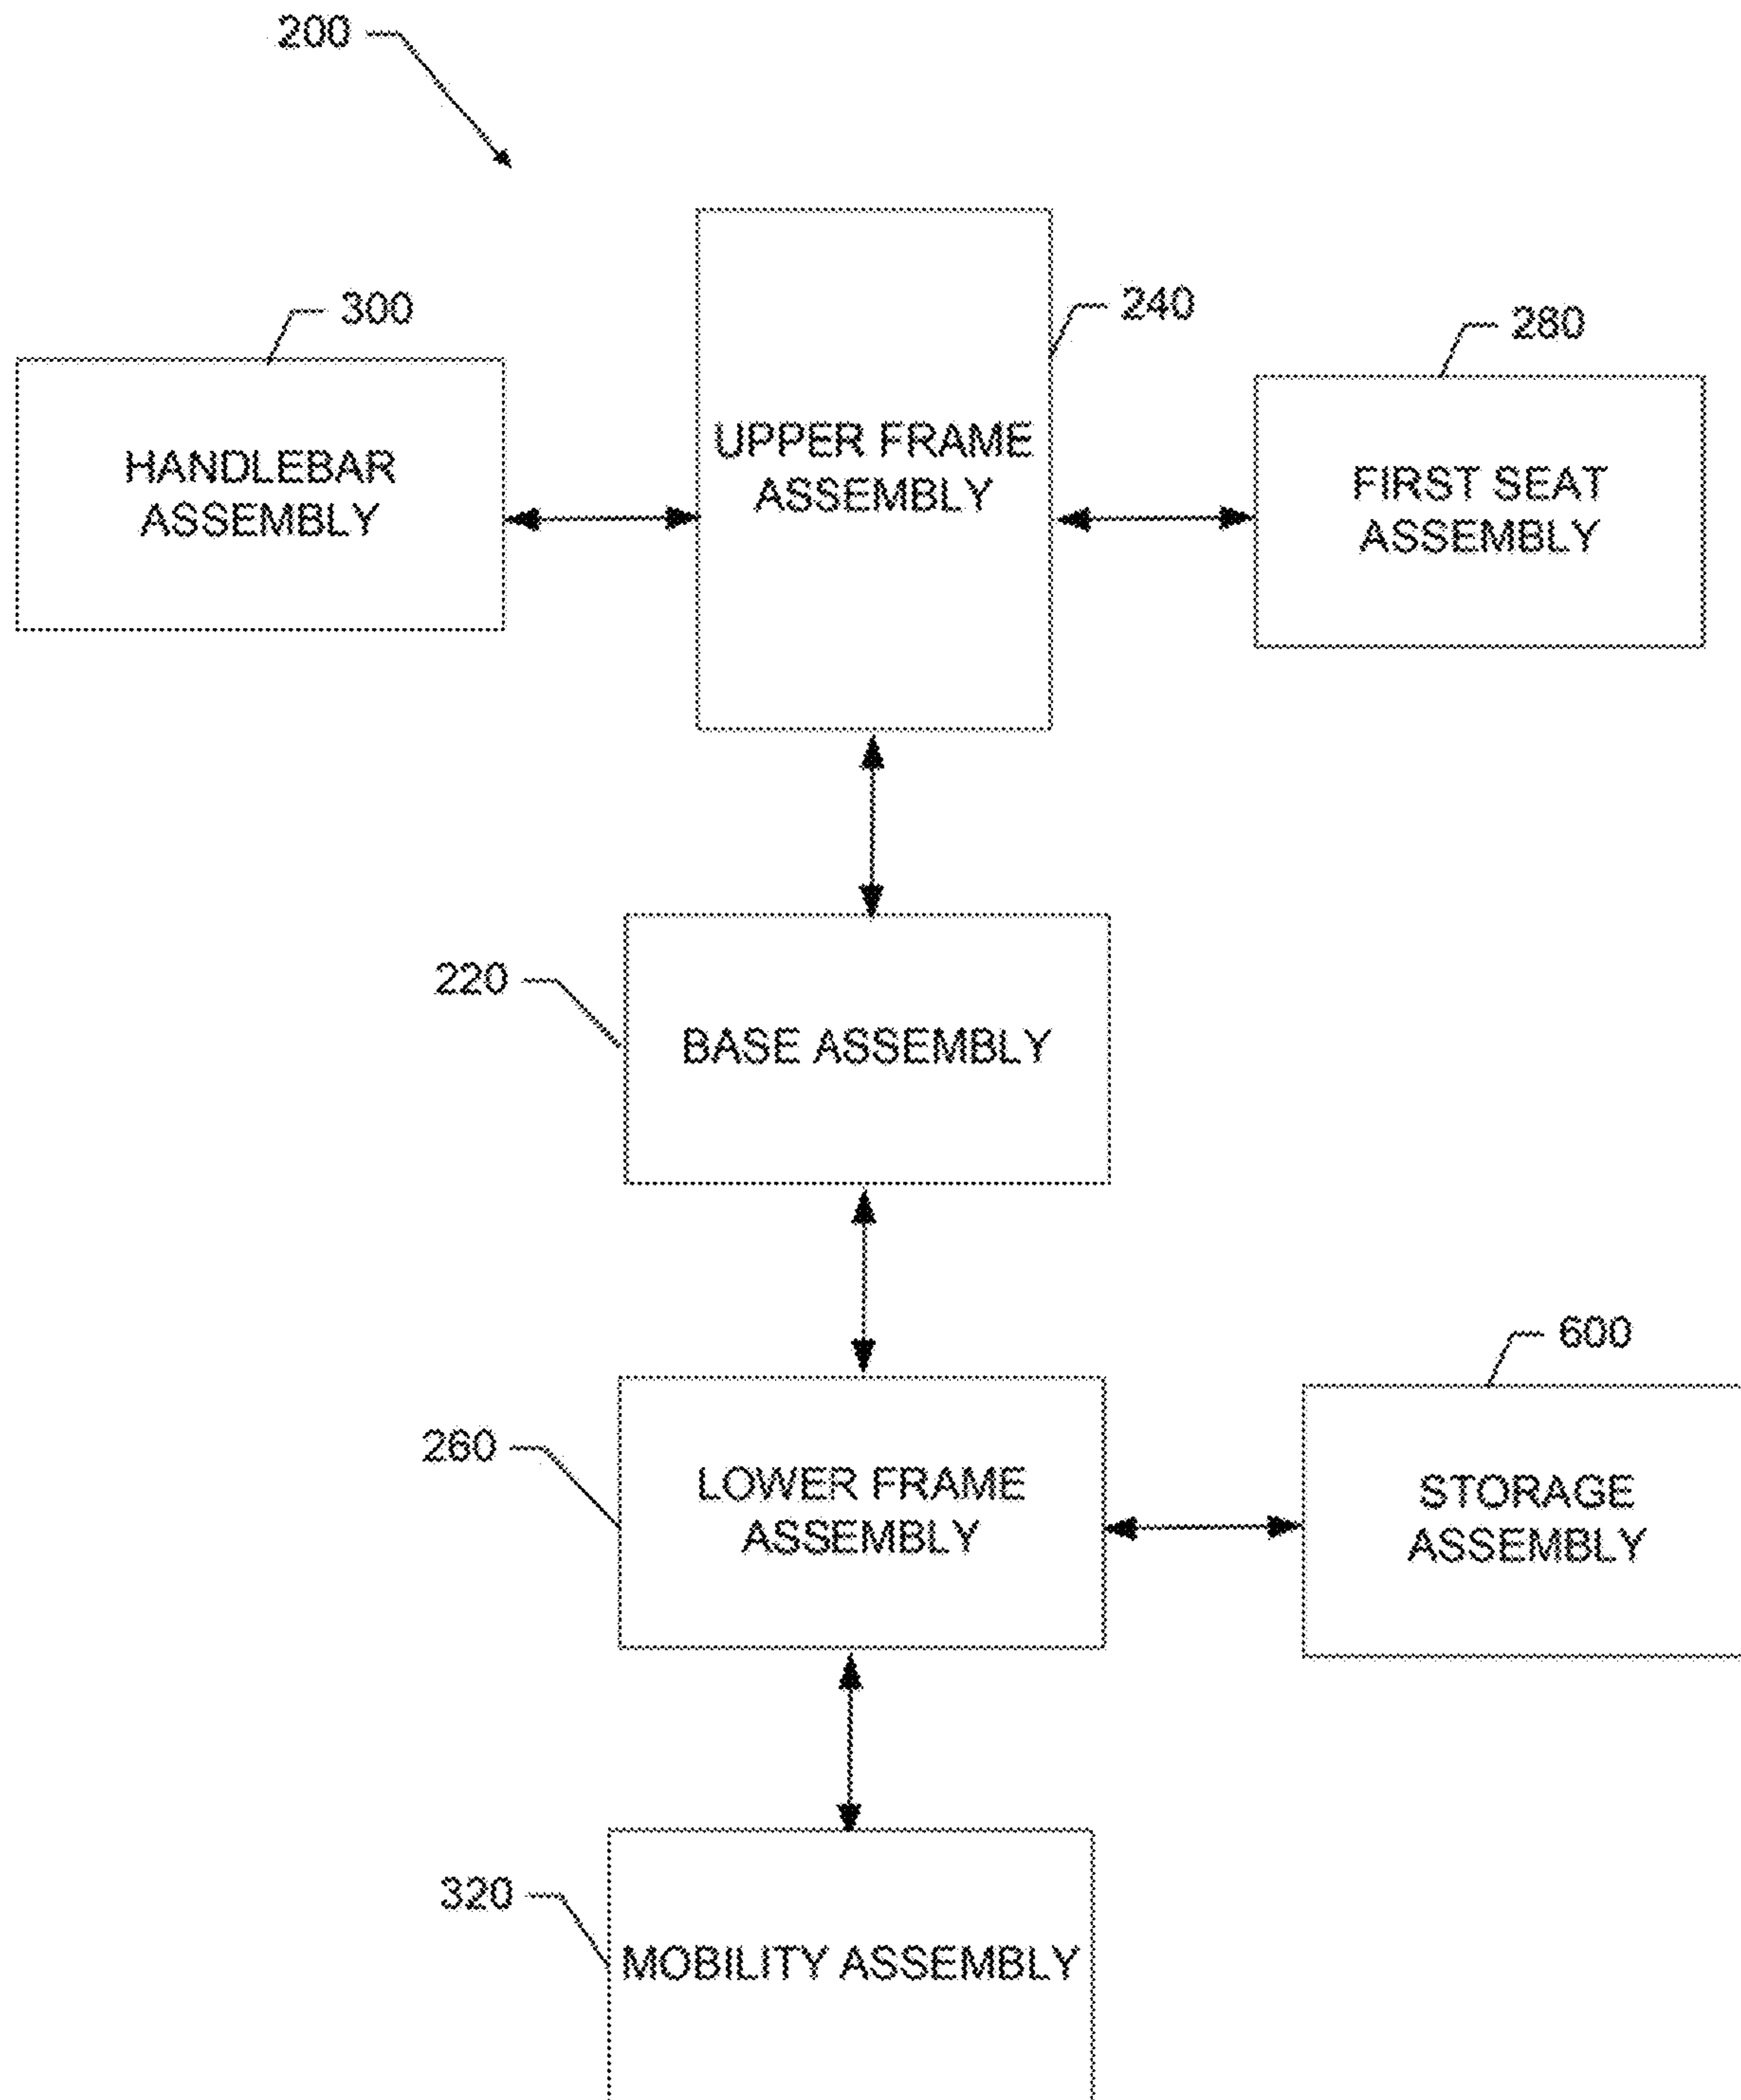 200
300
240
280
UPPER FRAME
ASSEMBLY
HANDLEBAR
ASSEMBLY
FIRST SEAT
ASSEMBLY
220
BASE ASSEMBLY
600
260
LOWER FRAME
ASSEMBLY
STORAGE
ASSEMBLY
320
MOBILITY ASSEMBLY